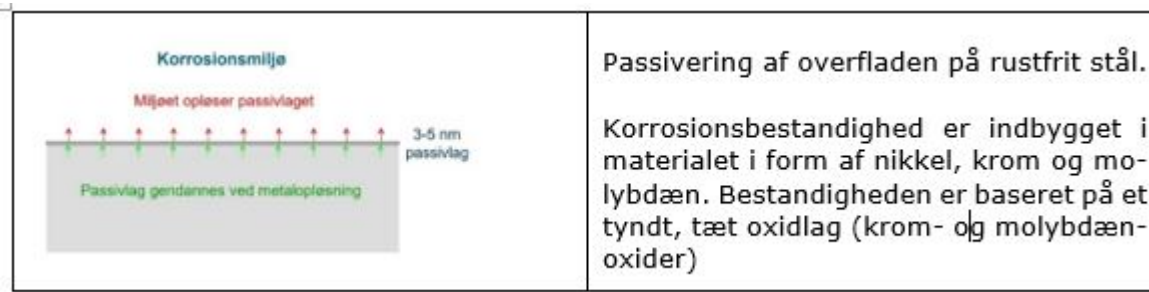 Korrosionsmiljø
Miljøet opløser passivlaget
3-5 nm
passivlag
Passivlag gendannes ved metalopløsning
Passivering af overfladen på rustfrit stål.
Korrosionsbestandighed er indbygget i
materialet i form af nikkel, krom og mo-
lybdæn. Bestandigheden er baseret på et
tyndt, tæt oxidlag (krom- og molybdæn-
oxider)